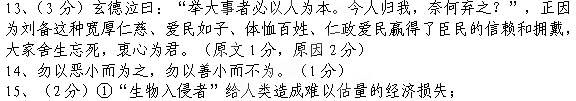 13、（3 分）玄德泣曰：“举大事者必以人为本。今人归我，奈何弃之？”，正因
为刘备这种宽厚仁慈、爱民如子、体恤百姓、仁政爱民赢得了臣民的信赖和拥戴，
大家舍生忘死，衷心为君。（原文 1 分，原因 2 分）
14、勿以恶小而为之，勿以善小而不为。（1 分）
15、（2 分）①“生物入侵者”给人类造成难以估量的经济损失；